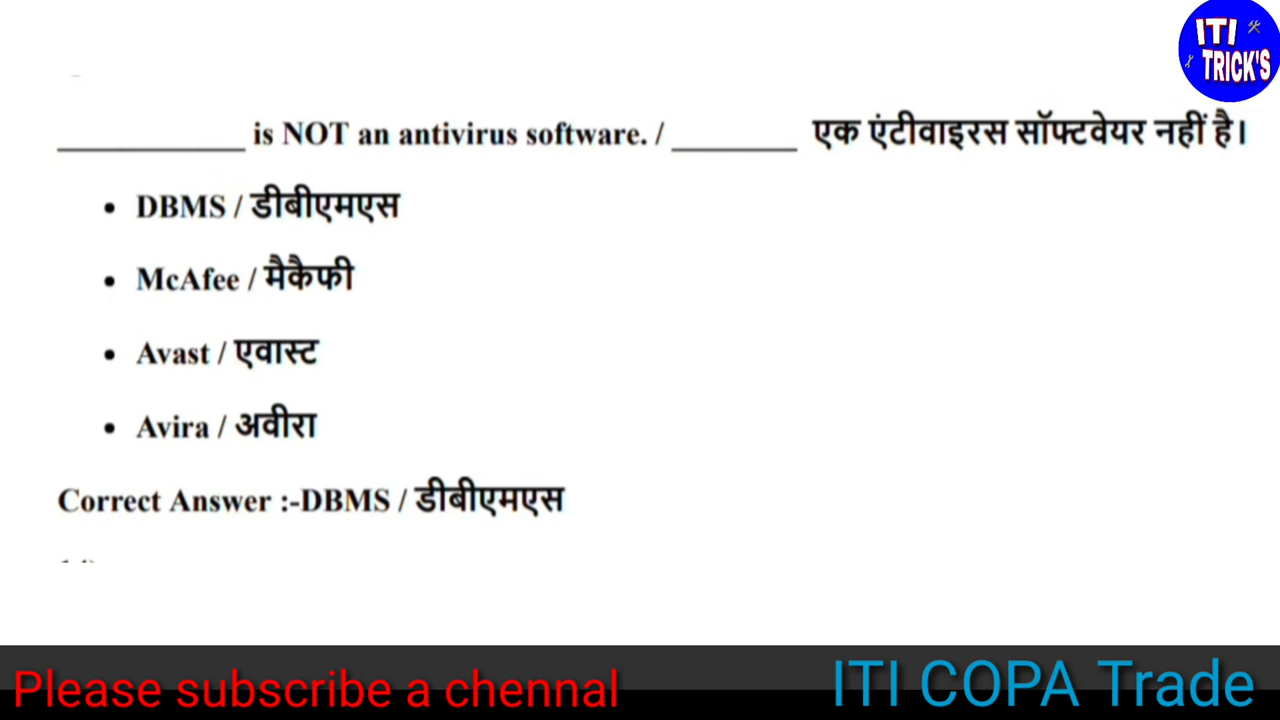 ITI
TRICK'S
____________ is NOT an antivirus software. / ________ एक एंटीवाइरस सॉफ्टवेयर नहीं है।
• DBMS / डीबीएमएस
• McAfee / मैकैफी
• Avast / एवास्ट
• Avira / अवीरा
Correct Answer :-DBMS / डीबीएमएस
Please subscribe a chennal
ITI COPA Trade